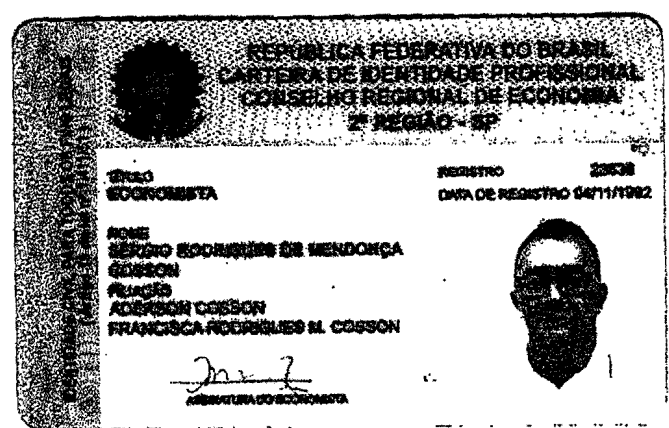 REPÚBLICA FEDERATIVA DO BRASIL
CARTEIRA DE IDENTIDADE PROFISSIONAL
CONSELHO REGIONAL DE ECONOMIA
2ª REGIÃO - SP
TÍTULO
ECONOMISTA
REGISTRO
DATA DE REGISTRO 04/11/1992
NOME
SÉRGIO RODRIGUES DE MENDONÇA
COSSON
FILIAÇÃO
ADERSON COSSON
FRANCISCA RODRIGUES M. COSSON
ASSINATURA DO ECONOMISTA